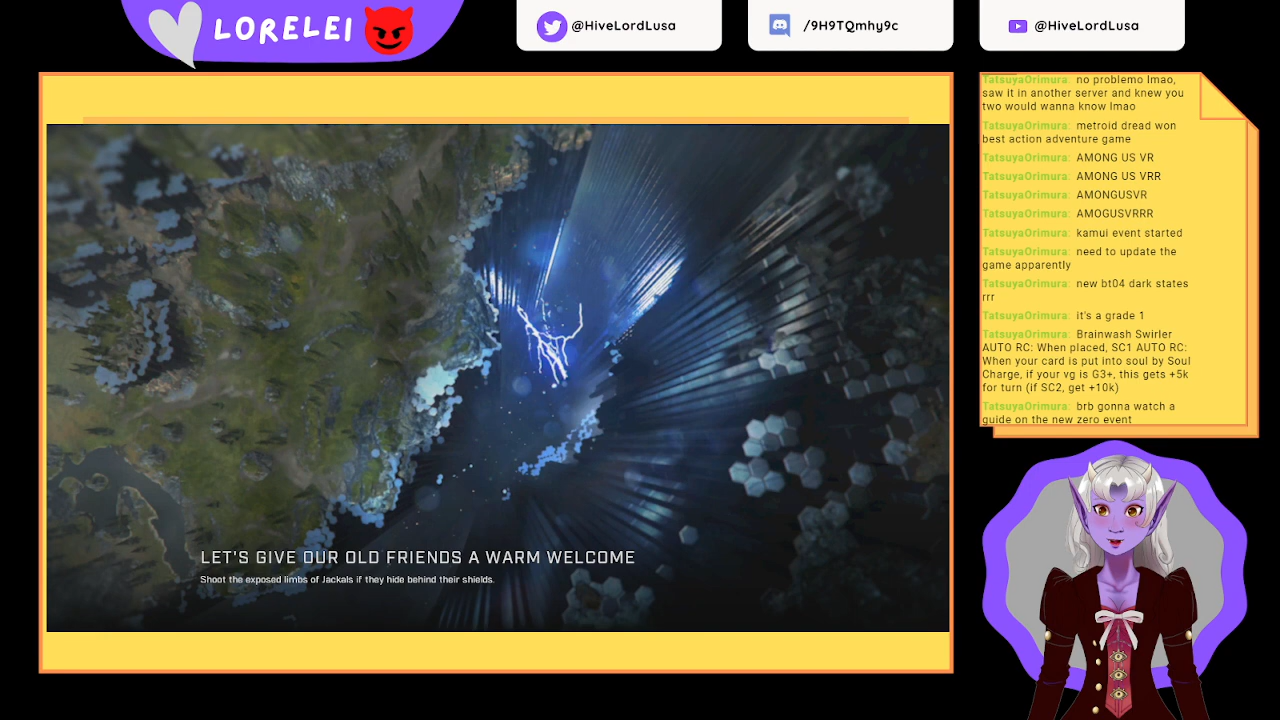 LORELEI
@HiveLordLusa
/9H9TQmhy9c
@HiveLordLusa
TatsuyaOrimura: no problemo lmao,
saw it in another server and knew you
two would wanna know lmao
TatsuyaOrimura: metroid dread won
best action adventure game
TatsuyaOrimura: AMONG US VR
TatsuyaOrimura: AMONG US VRR
TatsuyaOrimura: AMONGUSVR
TatsuyaOrimura: AMOGUSVRRR
TatsuyaOrimura: kamui event started
TatsuyaOrimura: need to update the
game apparently
TatsuyaOrimura: new bt04 dark states
rrr
TatsuyaOrimura: it's a grade 1
TatsuyaOrimura: Brainwash Swirler
AUTO RC: When placed, SC1 AUTO RC:
When your card is put into soul by Soul
Charge, if your vg is G3+, this gets +5k
for turn (if SC2, get +10k)
TatsuyaOrimura: brb gonna watch a
guide on the new zero event
LET'S GIVE OUR OLD FRIENDS A WARM WELCOME
Shoot the exposed limbs of Jackals if they hide behind their shields.